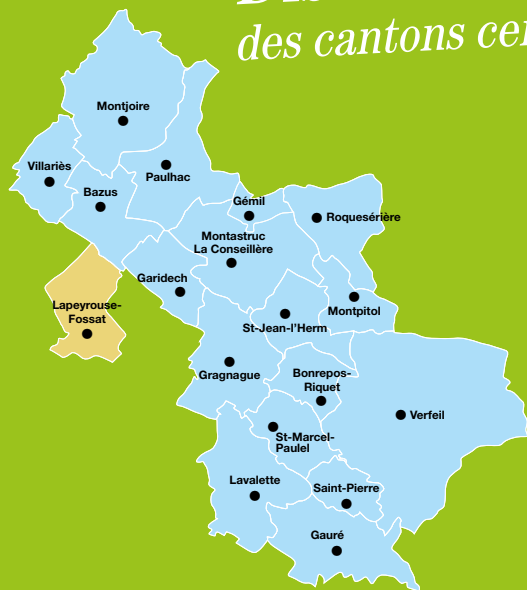 des cantons
Montjoire
Villariès
Paulhac
Bazus
Gémil
Roquesérière
Montastruc
La Conseillère
Garidech
Lapeyrouse-
Fossat
Montpitol
St-Jean-l'Herm
Gragnague
Bonrepos-
Riquet
Verfeil
St-Marcel-
Paulel
Lavalette
Saint-Pierre
Gauré